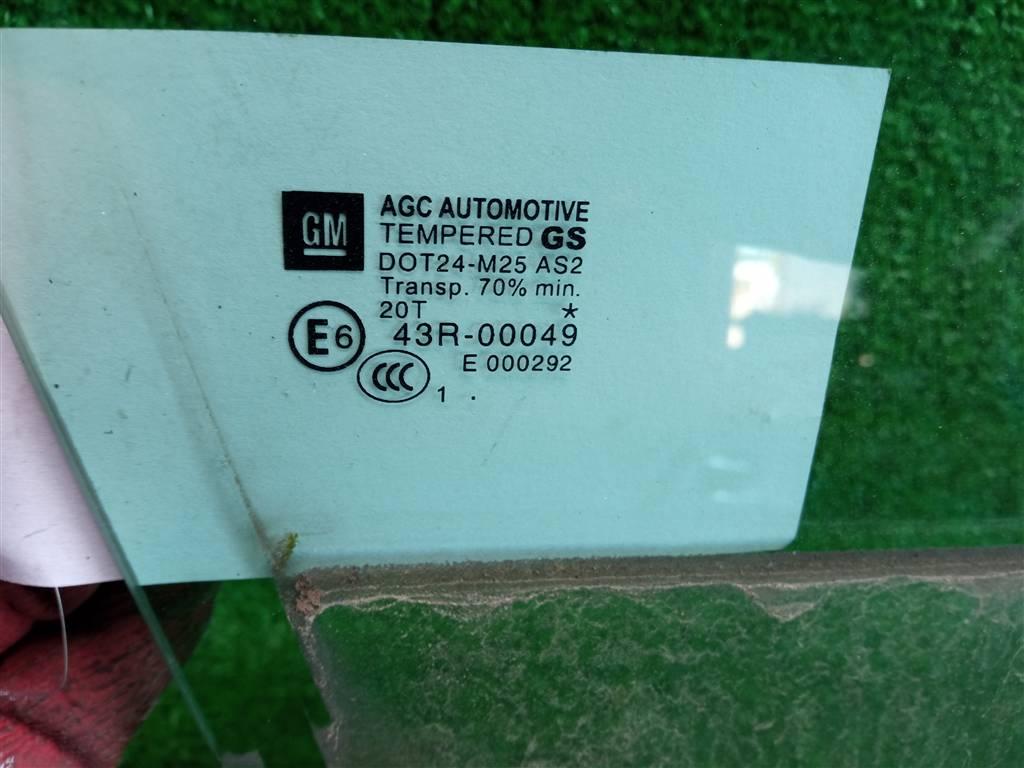 GM
AGC AUTOMOTIVE
TEMPERED GS
DOT24-M25 AS2
Transp. 70% min.
20T *
E6 43R-00049
E 000292
CCC
1 .